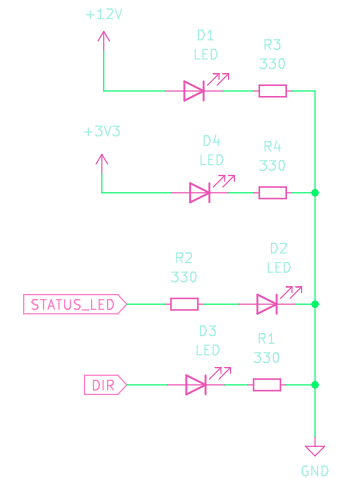 +12V
D1
LED
R3
330
+3V3
D4
LED
R4
330
R2
330
D2
LED
STATUS_LED
D3
LED
R1
330
DIR
GND